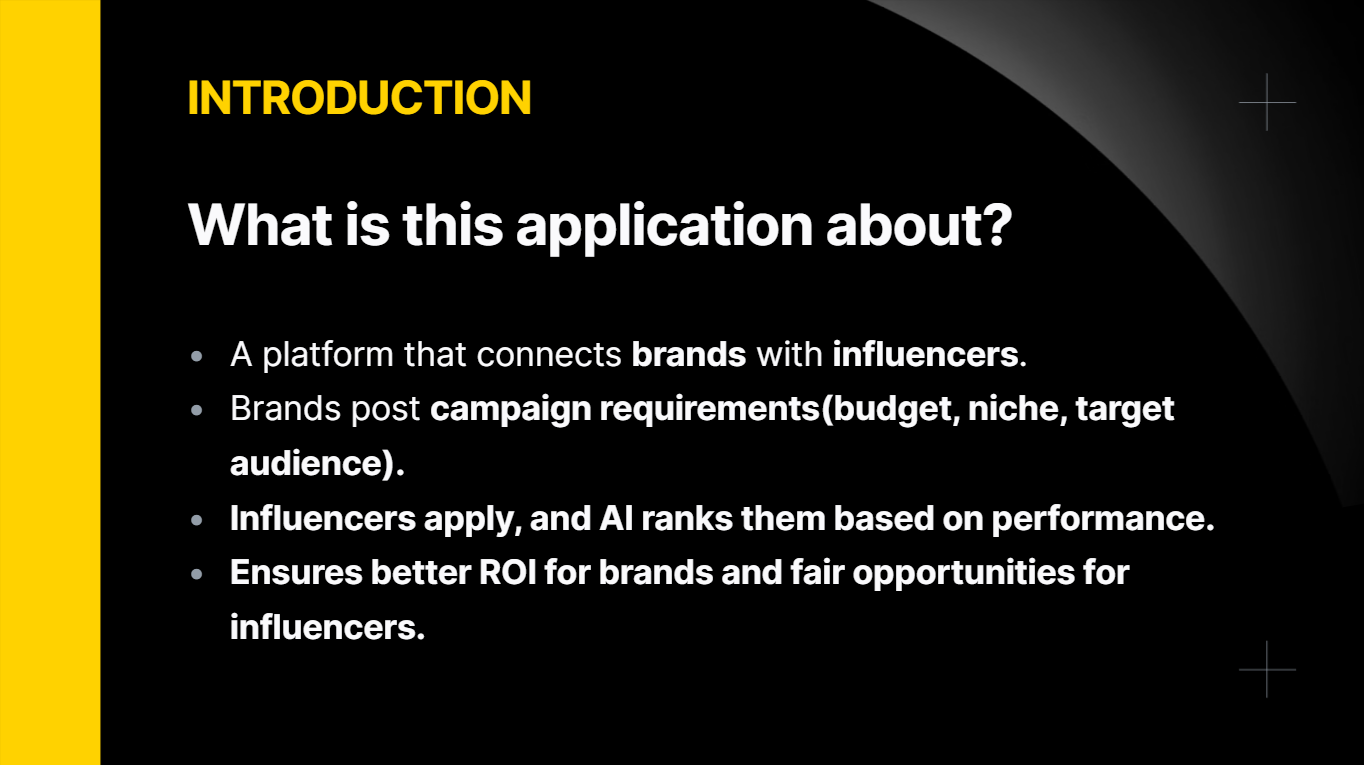 INTRODUCTION
What is this application about?
• A platform that connects brands with influencers.
• Brands post campaign requirements(budget, niche, target
audience).
• Influencers apply, and AI ranks them based on performance.
• Ensures better ROI for brands and fair opportunities for
influencers.